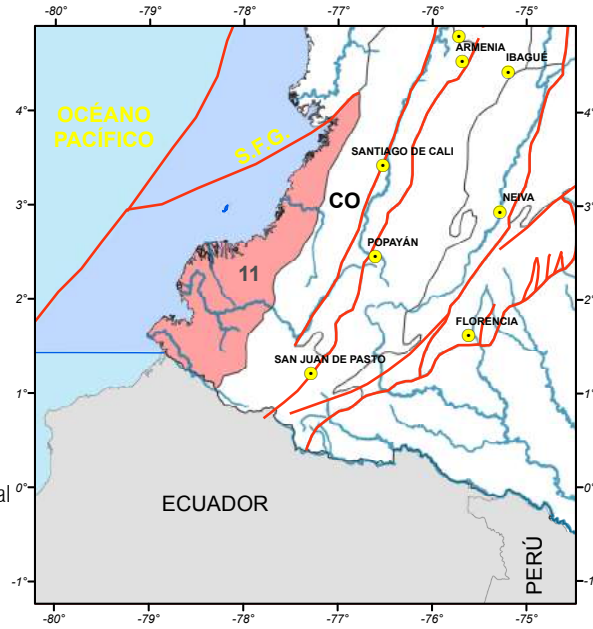 -80° -79° -78° -77° -76° -75°
ARMENIA
IBAGUÉ
OCÉANO
PACÍFICO
4° 4°
S.F.G.
SANTIAGO DE CALI
3° 3°
CO
NEIVA
POPAYÁN
11
2° 2°
FLORENCIA
SAN JUAN DE PASTO
1° 1°
al
0° 0°
ECUADOR
PERÚ
-1° -1°
-80° -79° -78° -77° -76° -75°